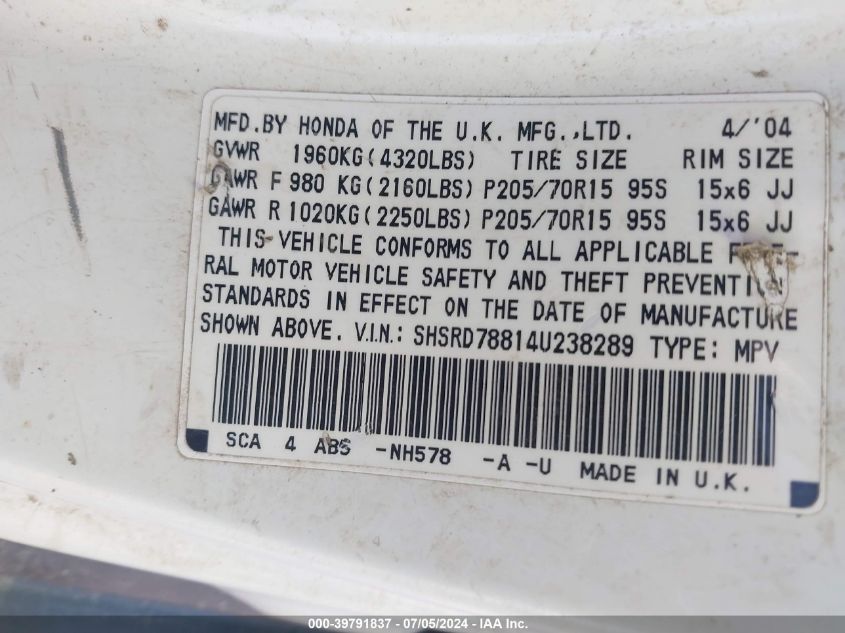 MFD.BY HONDA OF THE U.K. MFG.,LTD. 4/'04
GVWR 1960KG(4320LBS) TIRE SIZE RIM SIZE
GAWR F 980 KG(2160LBS) P205/70R15 95S 15x6 JJ
GAWR R 1020KG(2250LBS) P205/70R15 95S 15x6 JJ
THIS VEHICLE CONFORMS TO ALL APPLICABLE FEDE-
RAL MOTOR VEHICLE SAFETY AND THEFT PREVENTION
STANDARDS IN EFFECT ON THE DATE OF MANUFACTURE
SHOWN ABOVE. V.I.N.: SHSRD78814U238289 TYPE: MPV
SCA 4 ABS -NH578 -A -U MADE IN U.K.
000-39791837 - 07/05/2024 - IAA Inc.